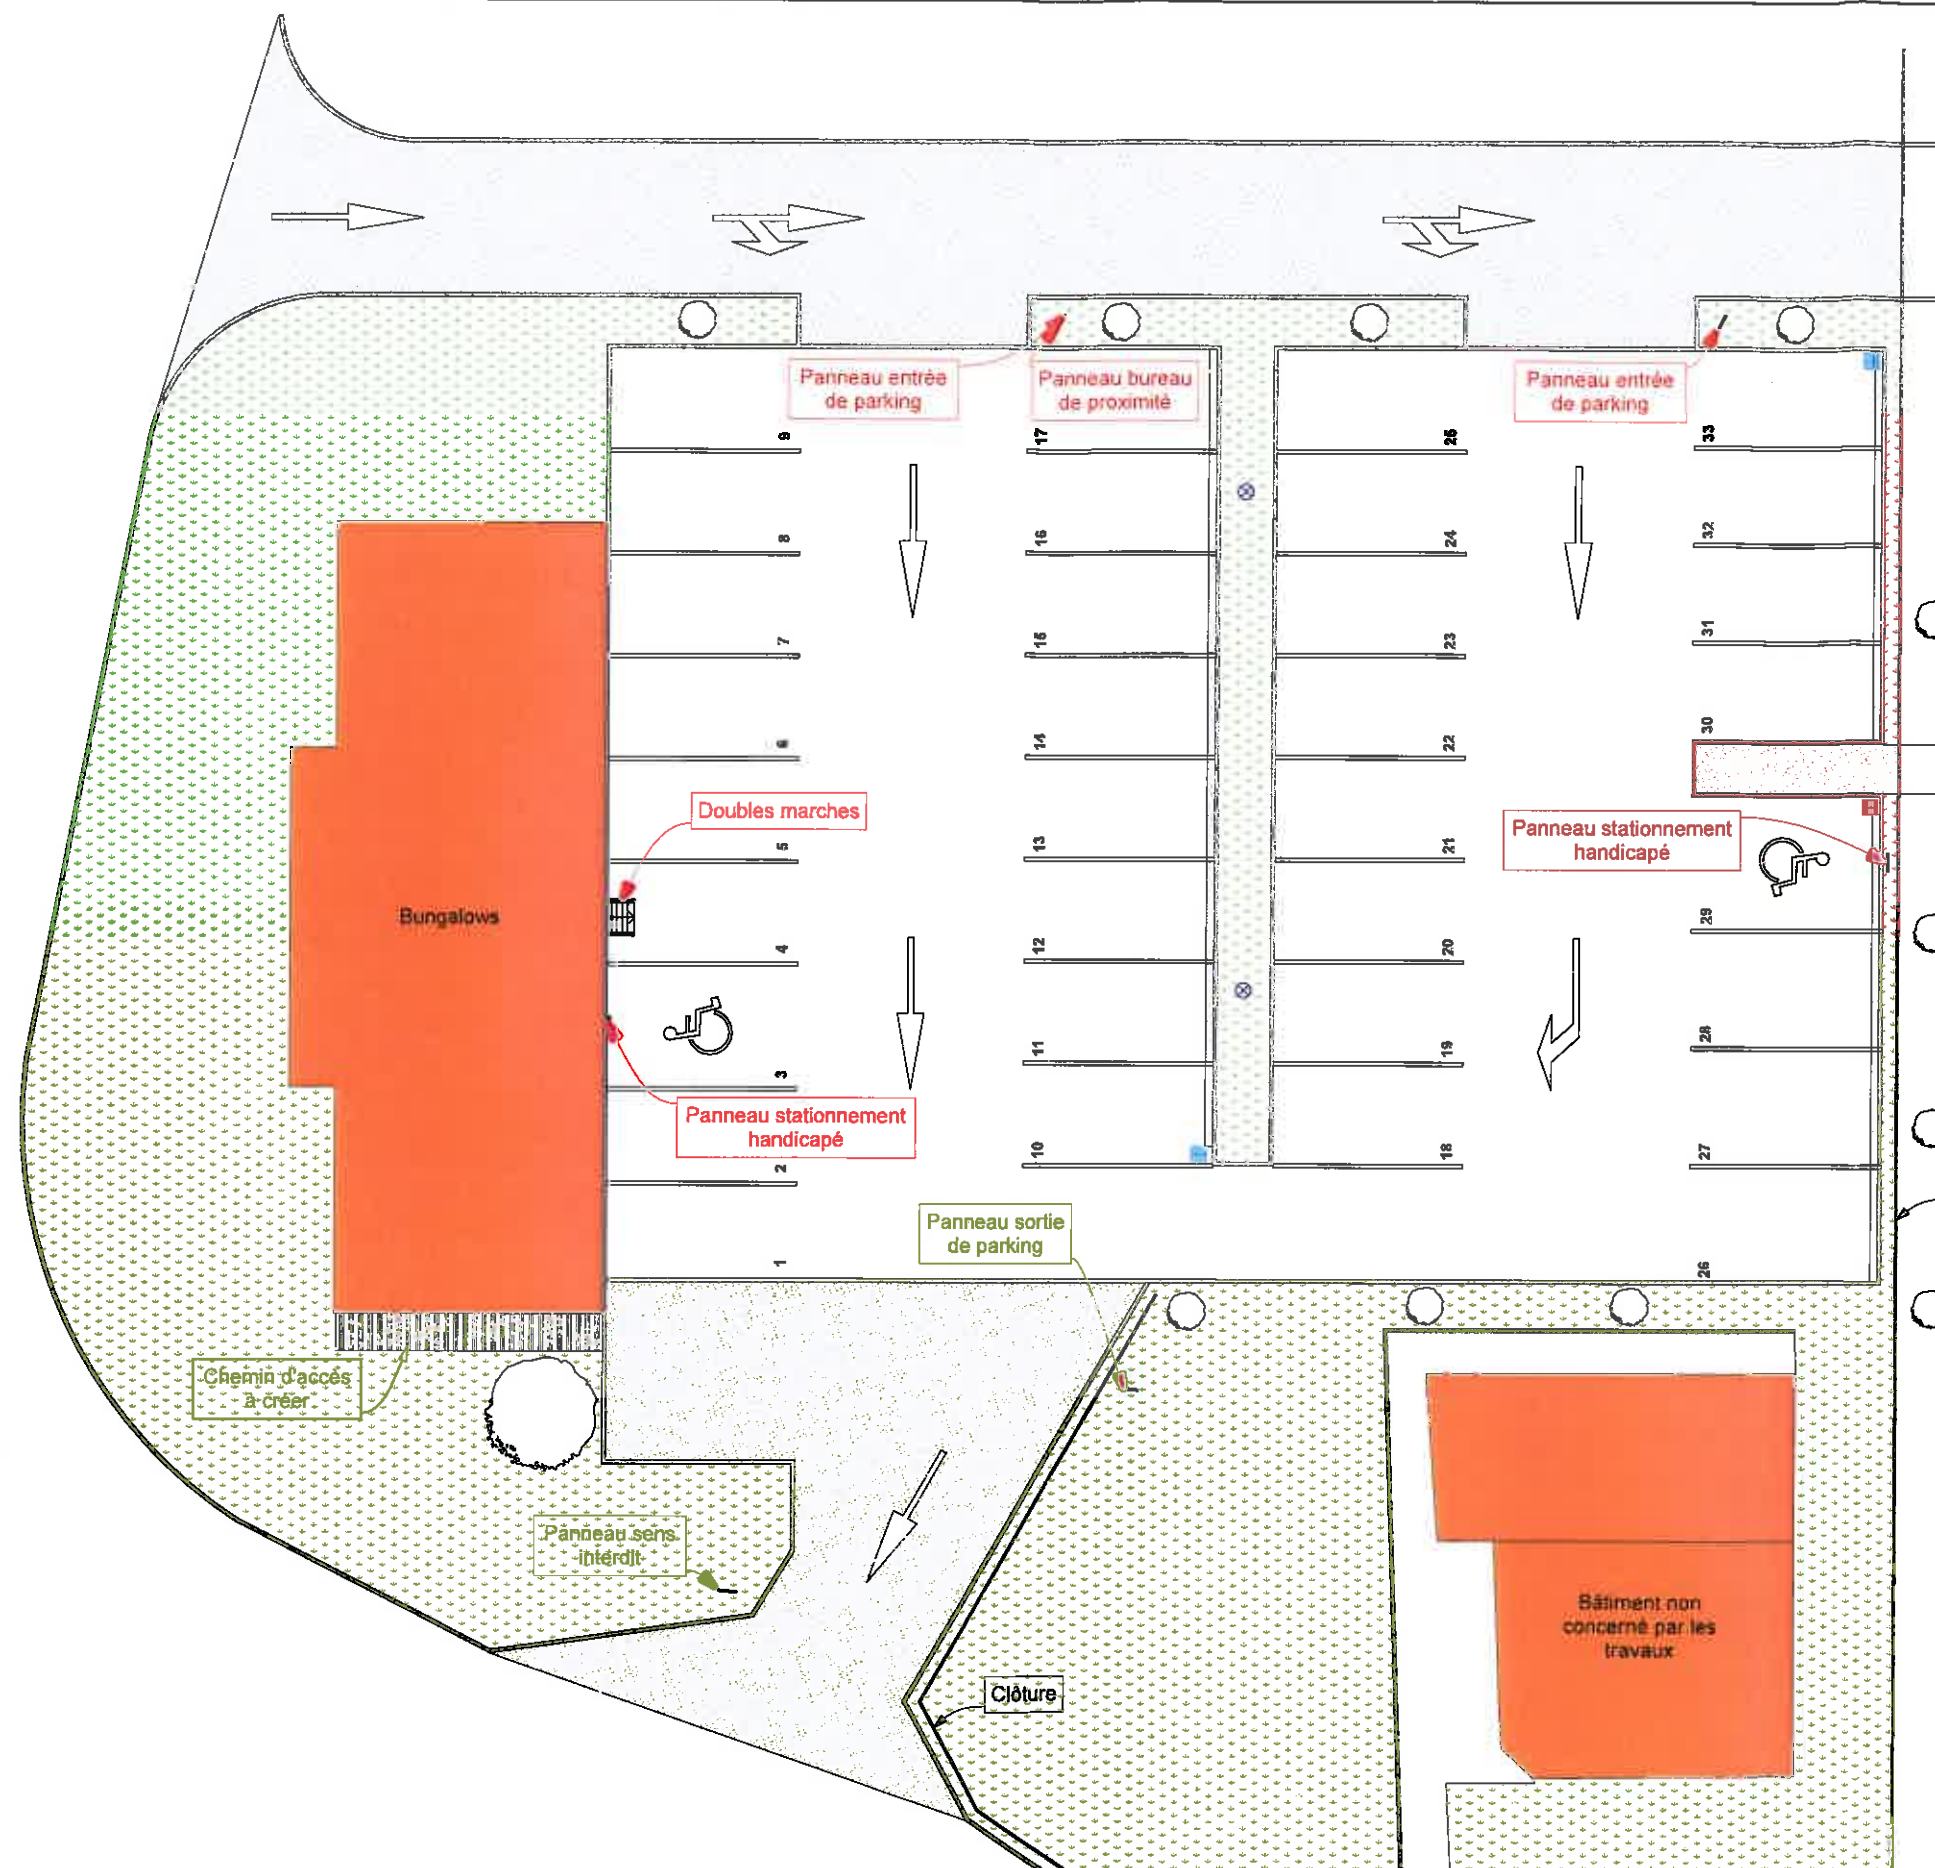 Panneau entrée
de parking
Panneau bureau
de proximité
Panneau entrée
de parking
9
17
25
33
8
16
24
32
7
15
23
31
6
14
22
30
Doubles marches
5
13
21
Panneau stationnement
handicapé
Bungalows
4
12
20
29
3
11
19
28
Panneau stationnement
handicapé
2
10
18
27
Panneau sortie
de parking
1
26
Chemin d'accès
à créer
Panneau sens
interdit
Bâtiment non
concerné par les
travaux
Clôture